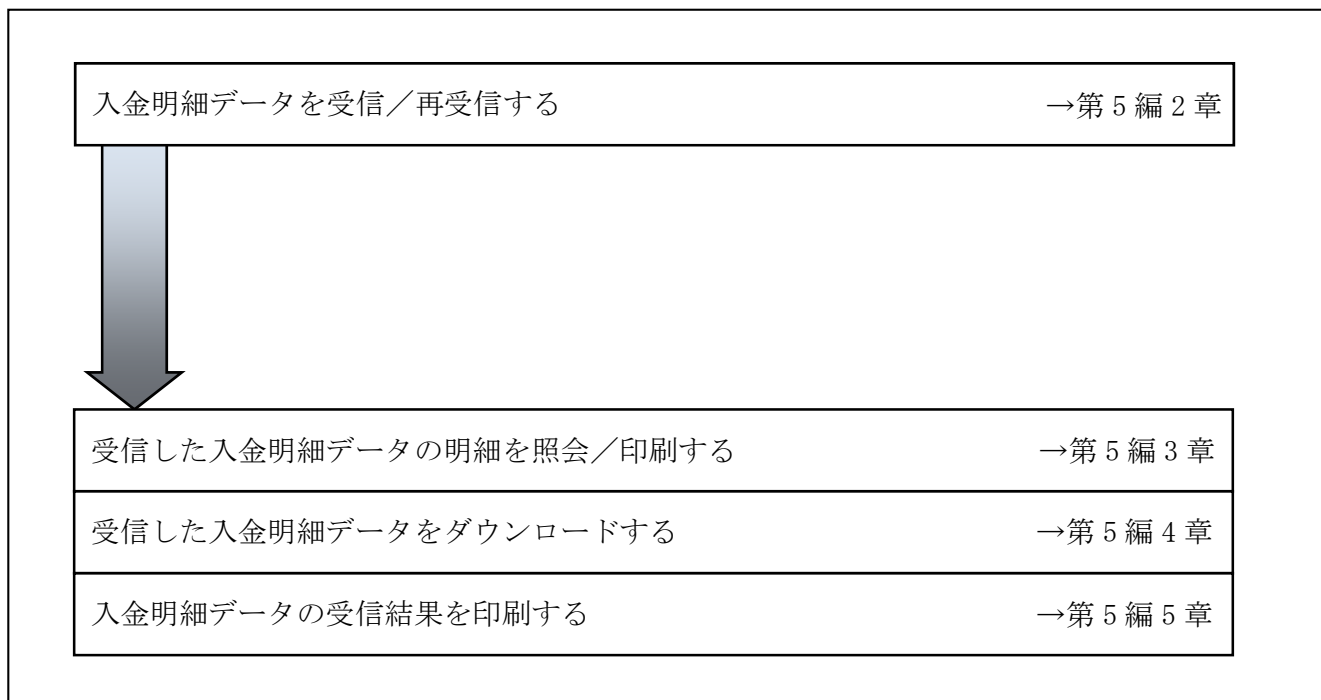 入金明細データを受信／再受信する →第５編２章
受信した入金明細データの明細を照会／印刷する →第５編３章
受信した入金明細データをダウンロードする →第５編４章
入金明細データの受信結果を印刷する →第５編５章